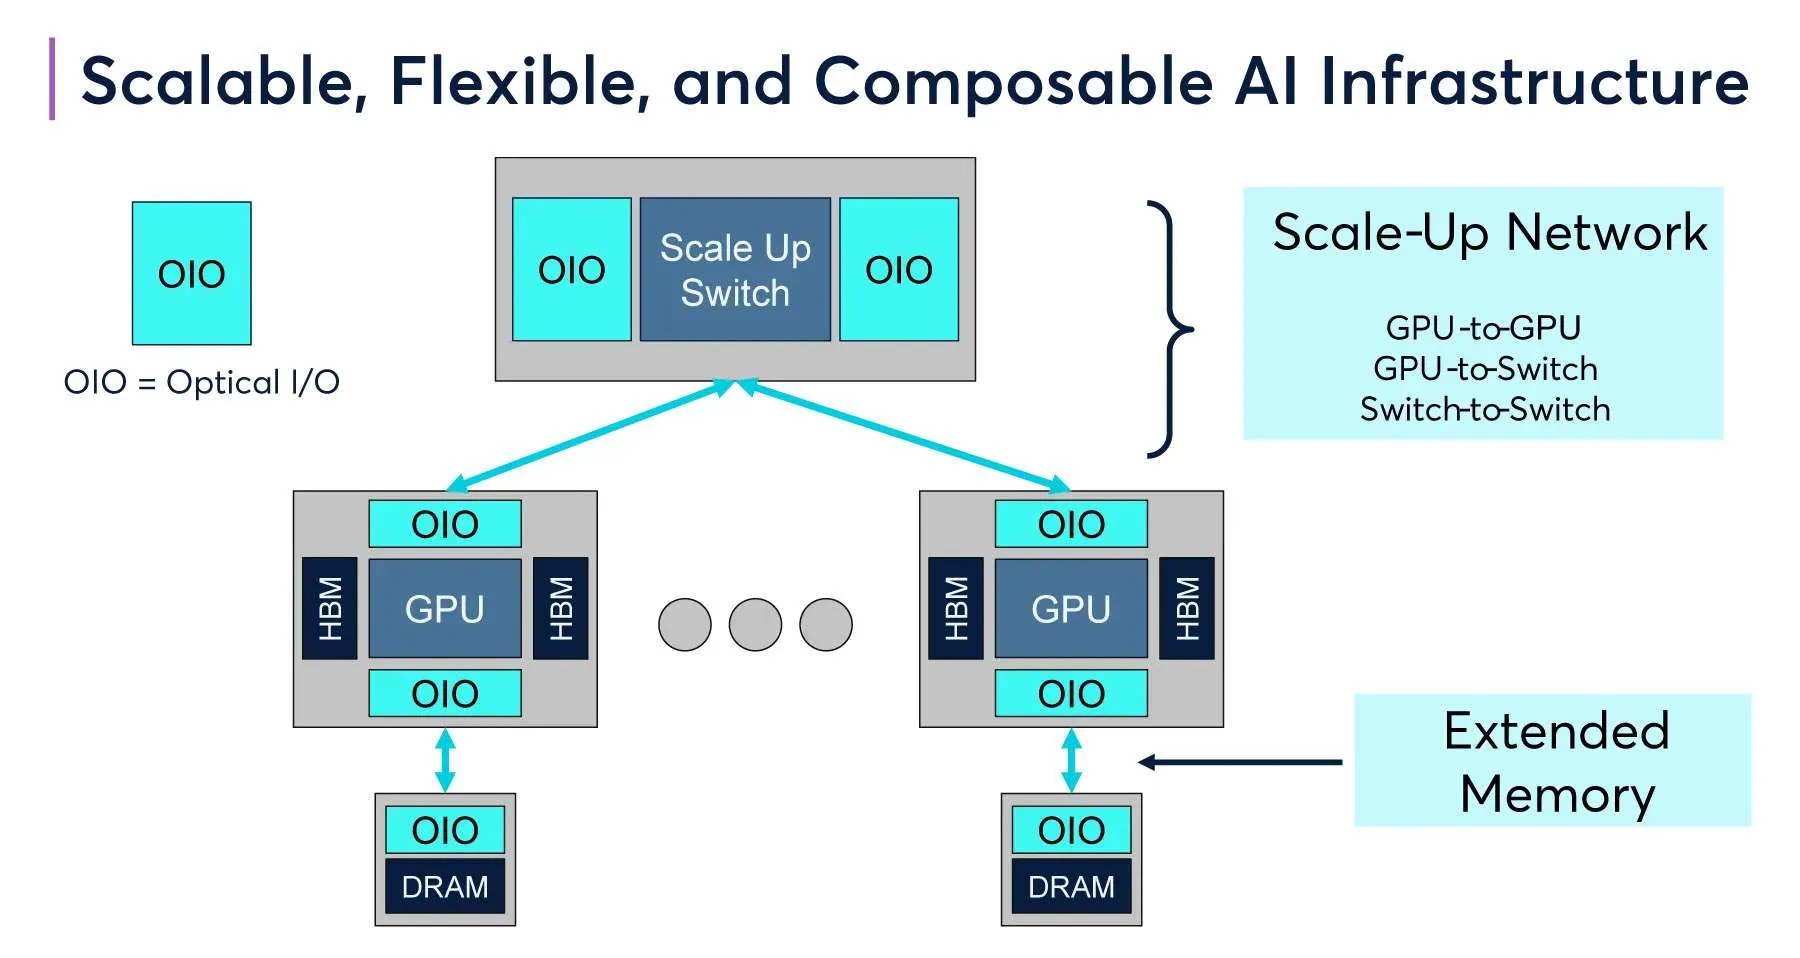 Scalable, Flexible, and Composable AI Infrastructure
OIO
OIO = Optical I/O
OIO
Scale Up
Switch
OIO
Scale-Up Network
GPU-to-GPU
GPU-to-Switch
Switch-to-Switch
OIO
HBM
GPU
HBM
OIO
OIO
HBM
GPU
HBM
OIO
Extended
Memory
OIO
DRAM
OIO
DRAM